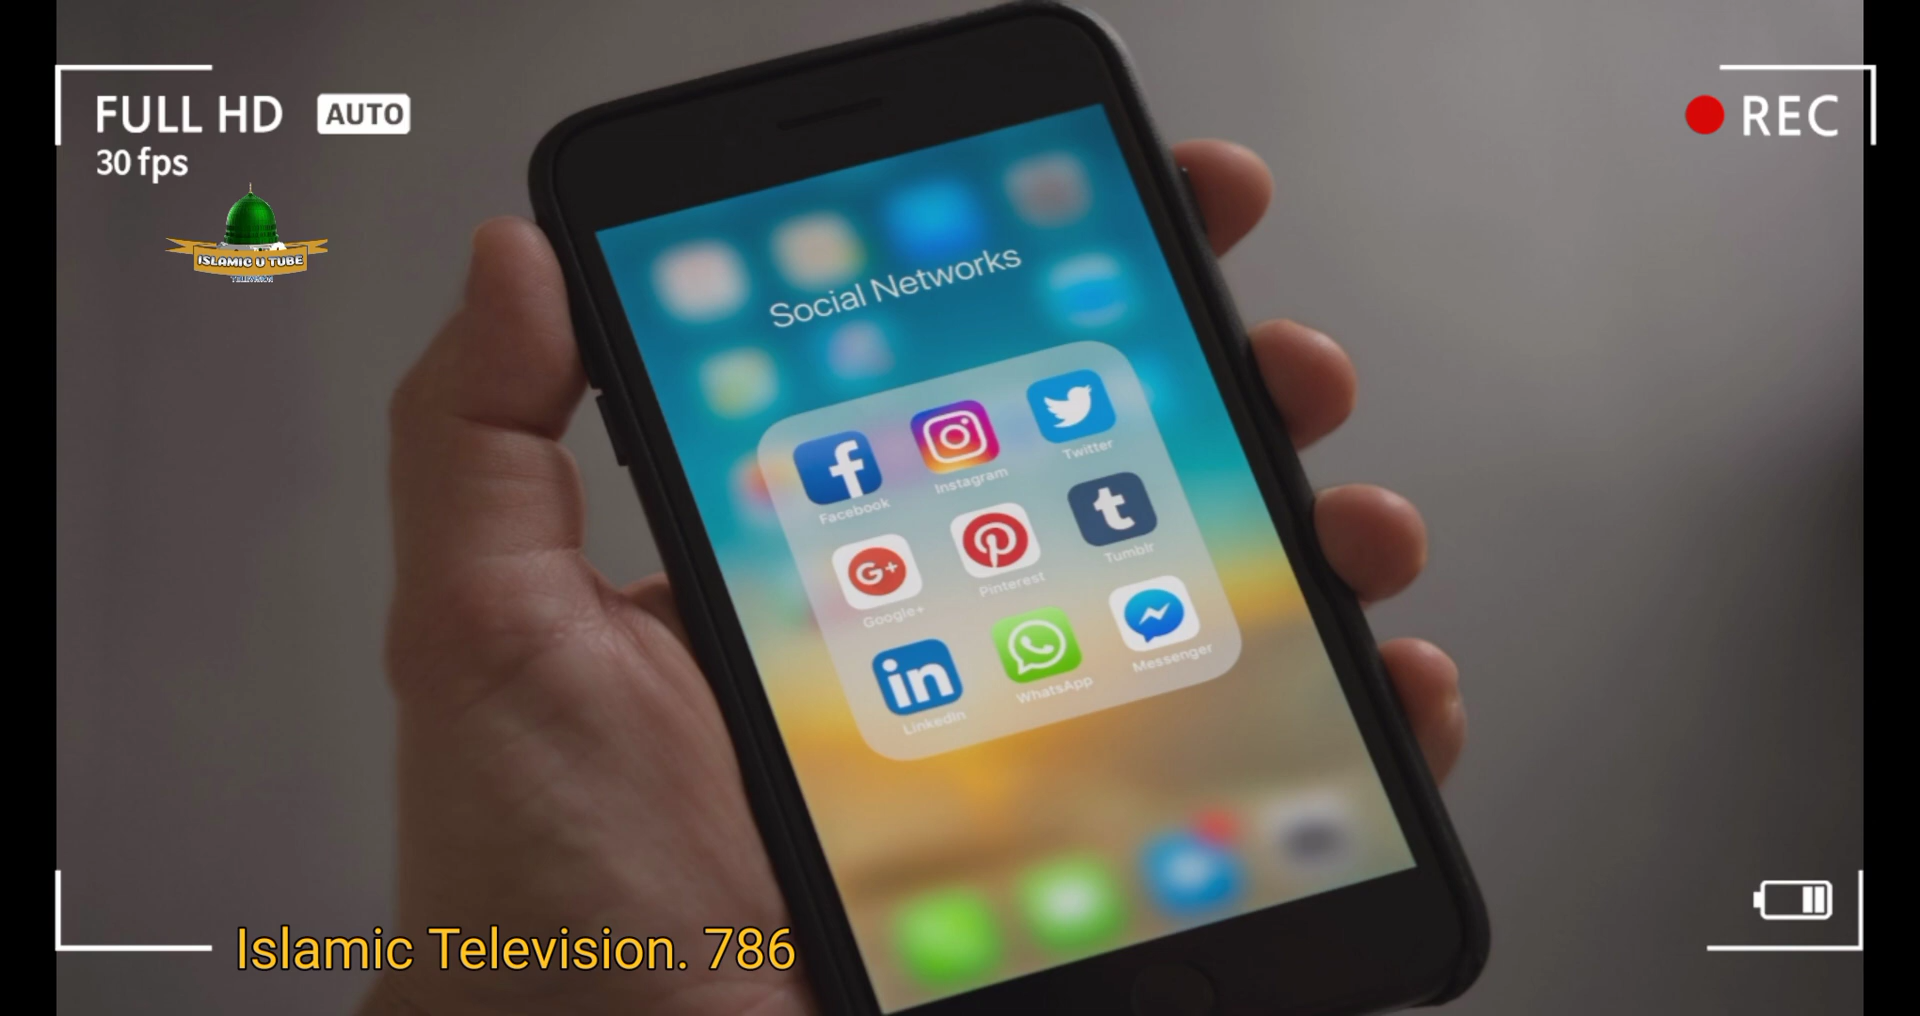 FULL HD AUTO
30 fps
REC
ISLAMIC U TUBE
TELEVISION
Social Networks
Facebook
Instagram
Twitter
Google+
Pinterest
Tumblr
LinkedIn
WhatsApp
Messenger
Islamic Television. 786